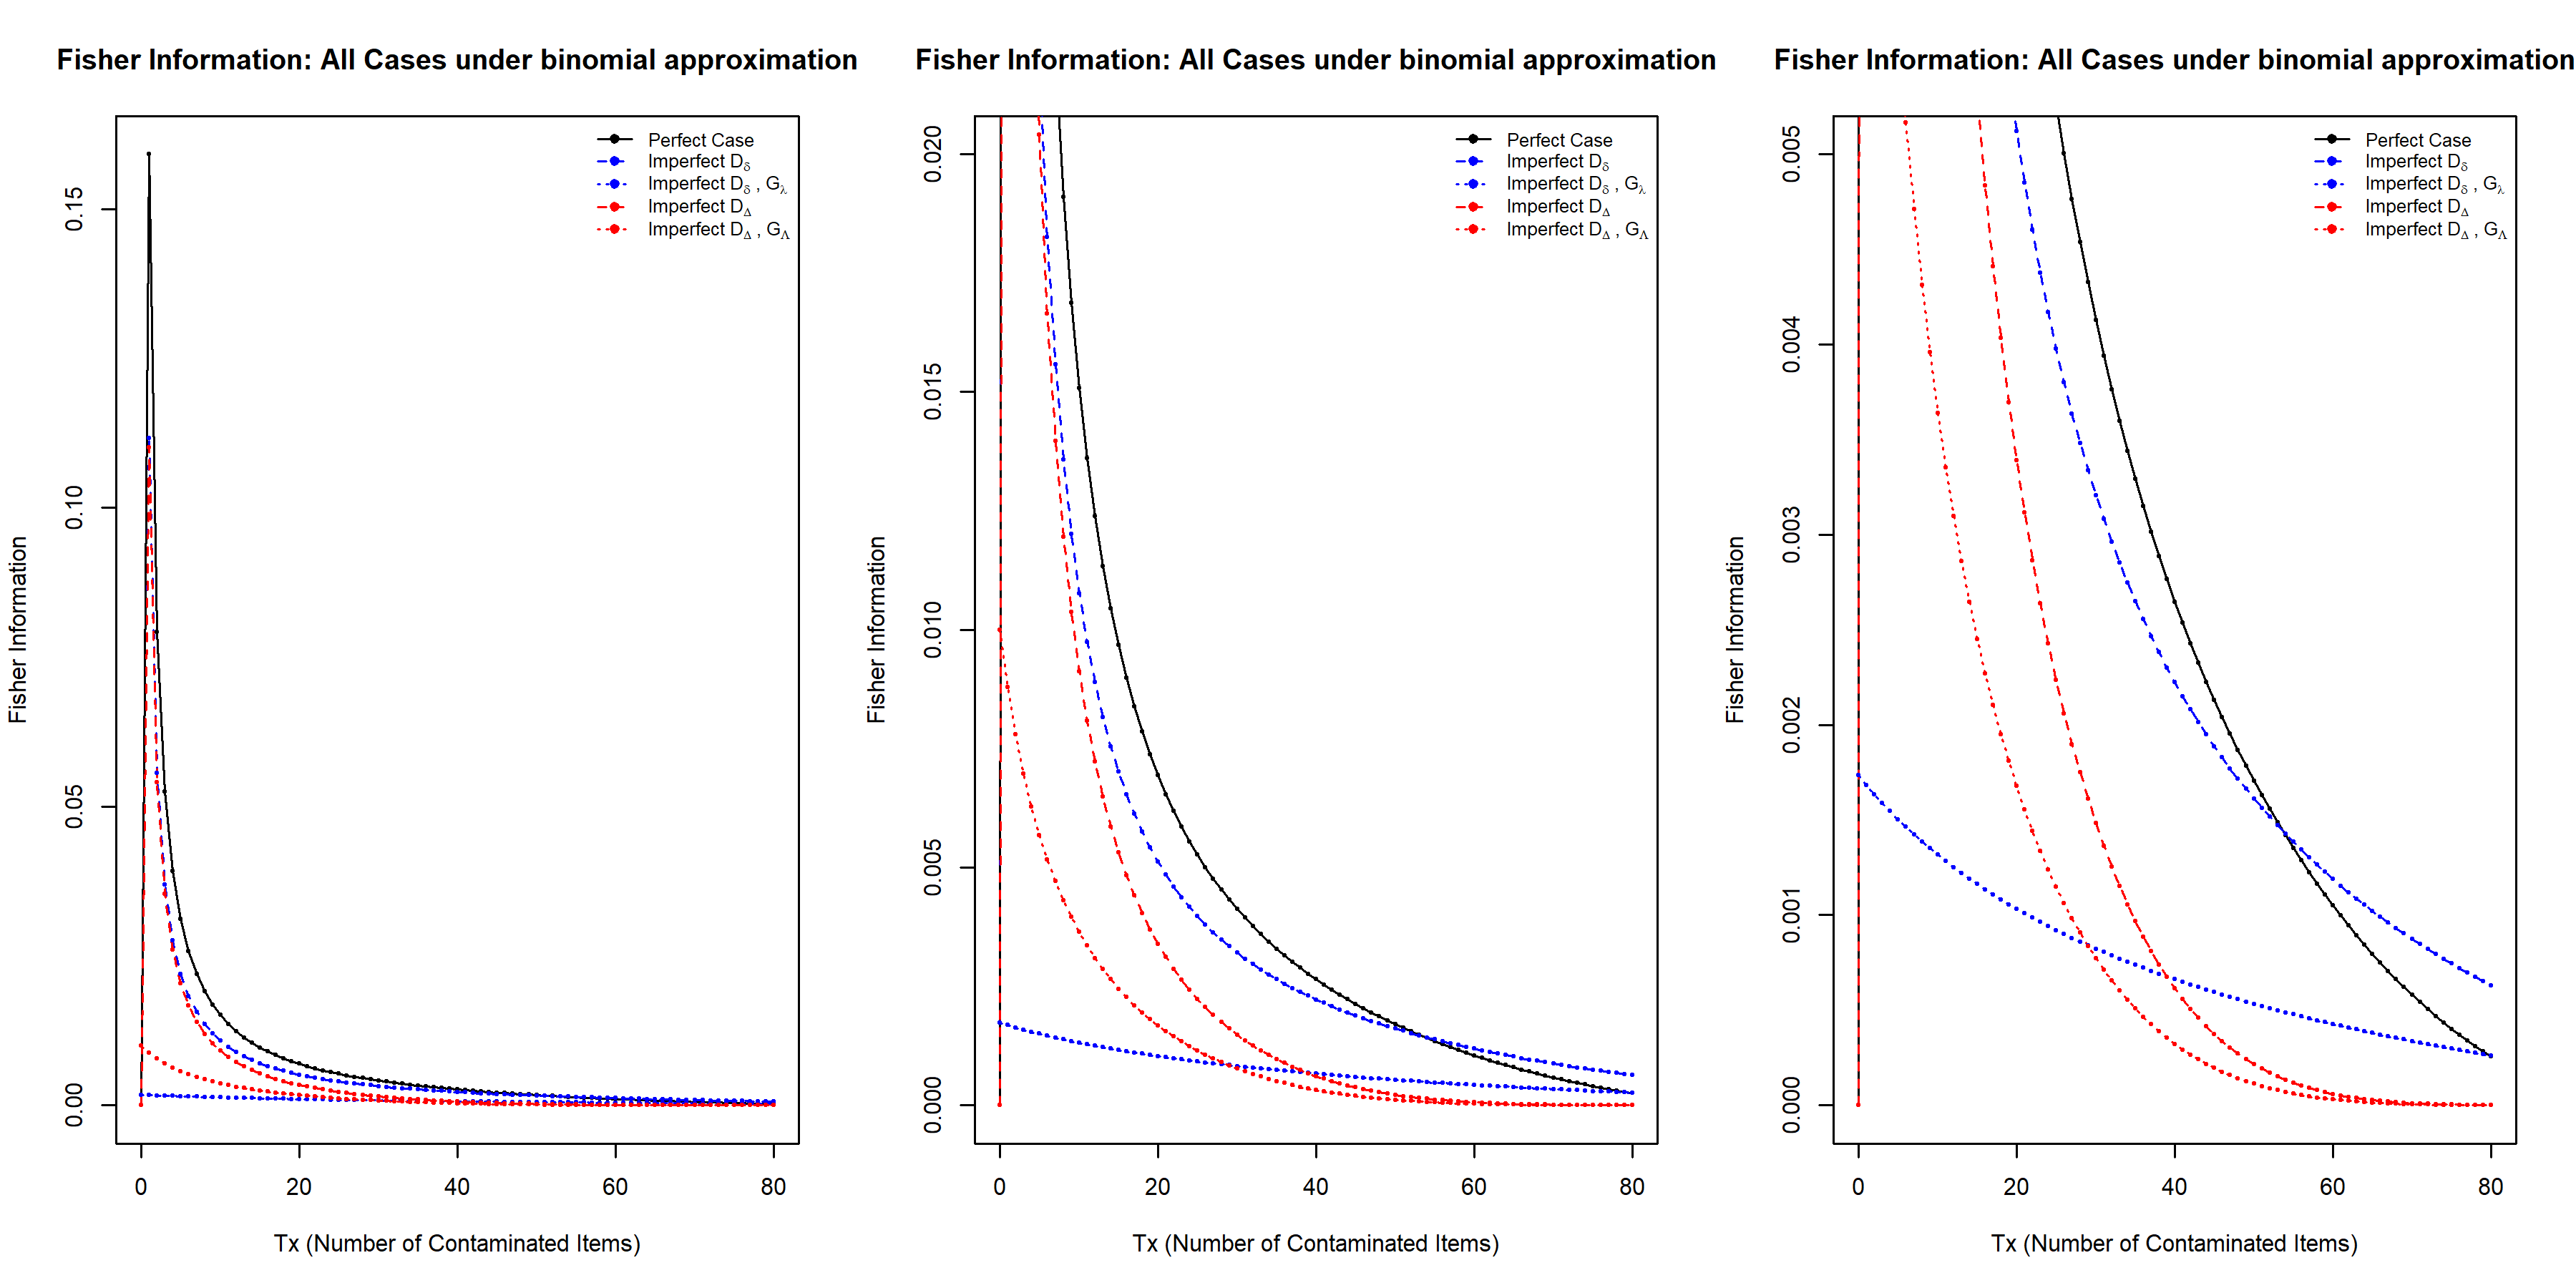 Fisher Information: All Cases under binomial approximation
Perfect Case
Imperfect Dδ
Imperfect Dδ , Gλ
Imperfect DΔ
Imperfect DΔ , GΛ
0.15
0.10
0.05
0.00
Fisher Information
0 20 40 60 80
Tx (Number of Contaminated Items)
Fisher Information: All Cases under binomial approximation
Perfect Case
Imperfect Dδ
Imperfect Dδ , Gλ
Imperfect DΔ
Imperfect DΔ , GΛ
0.020
0.015
0.010
0.005
0.000
Fisher Information
0 20 40 60 80
Tx (Number of Contaminated Items)
Fisher Information: All Cases under binomial approximation
Perfect Case
Imperfect Dδ
Imperfect Dδ , Gλ
Imperfect DΔ
Imperfect DΔ , GΛ
0.005
0.004
0.003
0.002
0.001
0.000
Fisher Information
0 20 40 60 80
Tx (Number of Contaminated Items)